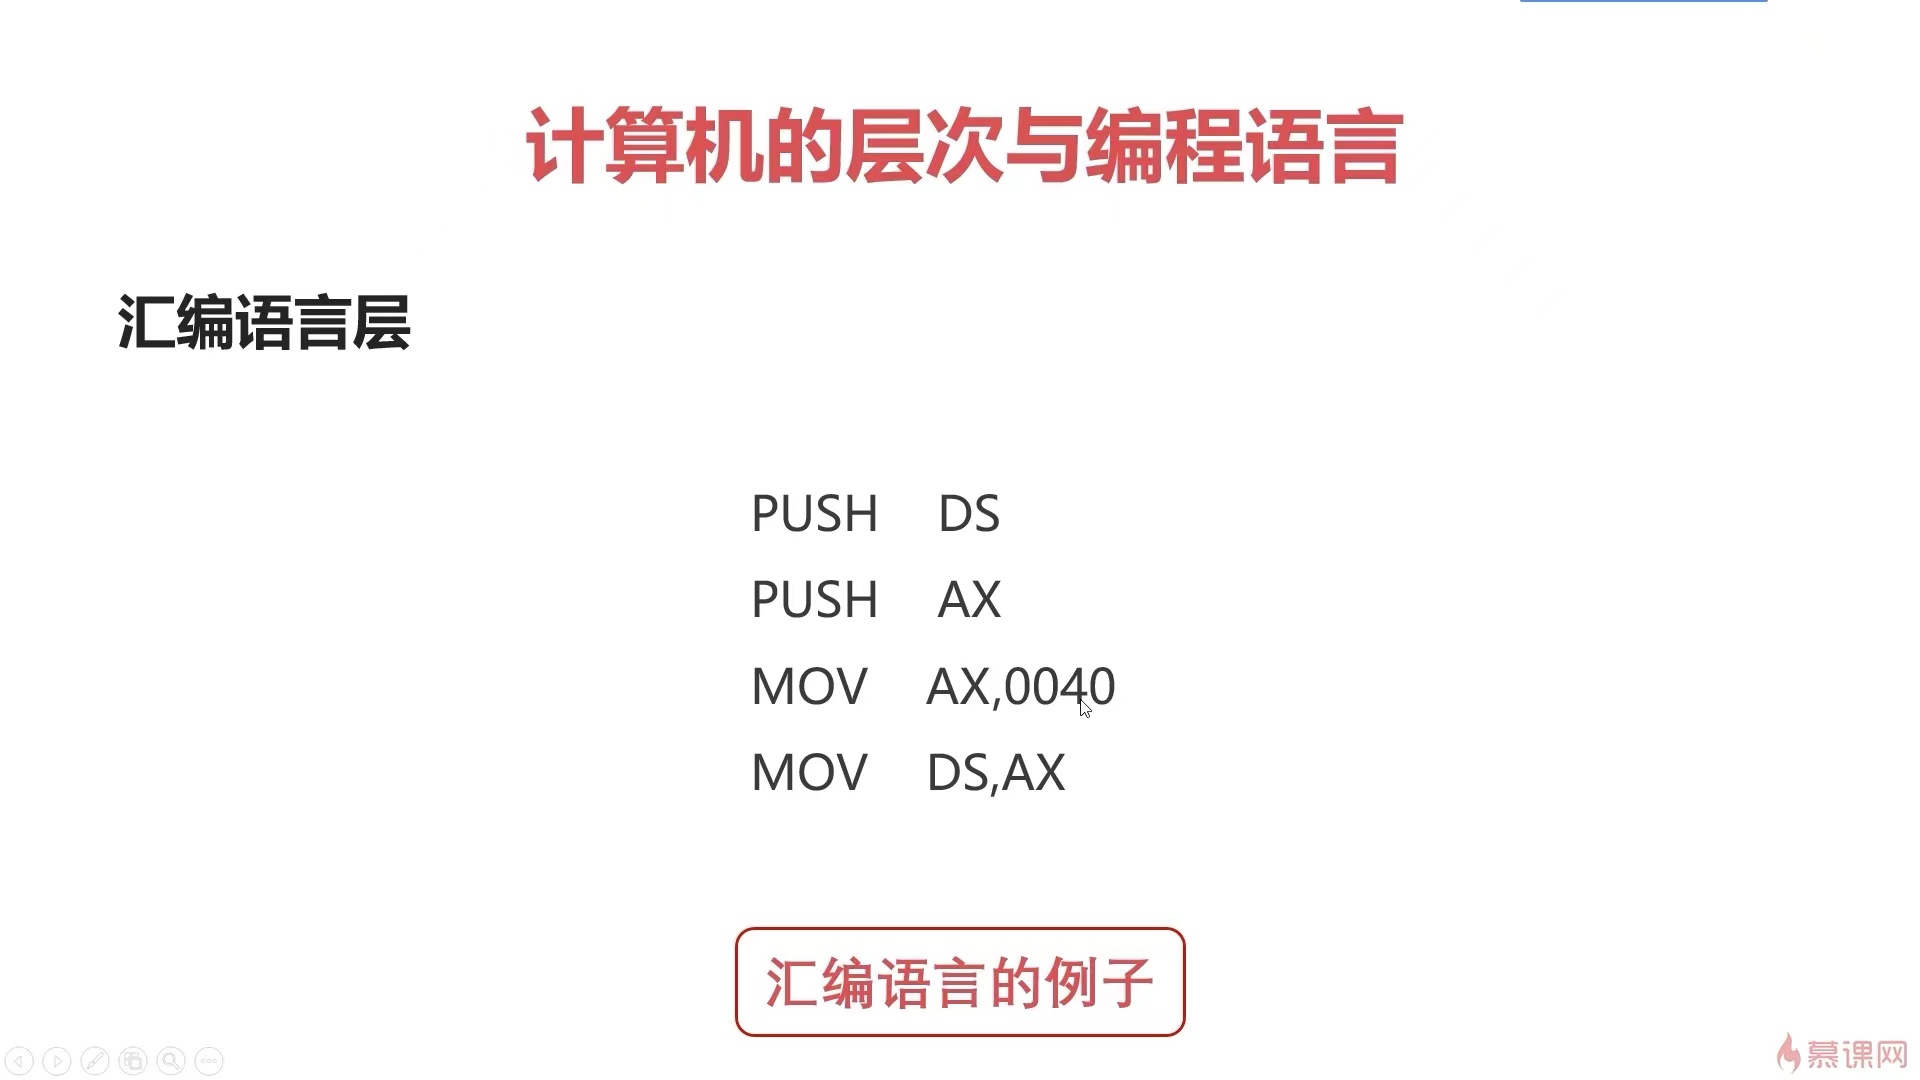 计算机的层次与编程语言
汇编语言层
PUSH DS
PUSH AX
MOV AX,0040
MOV DS,AX
汇编语言的例子
慕课网